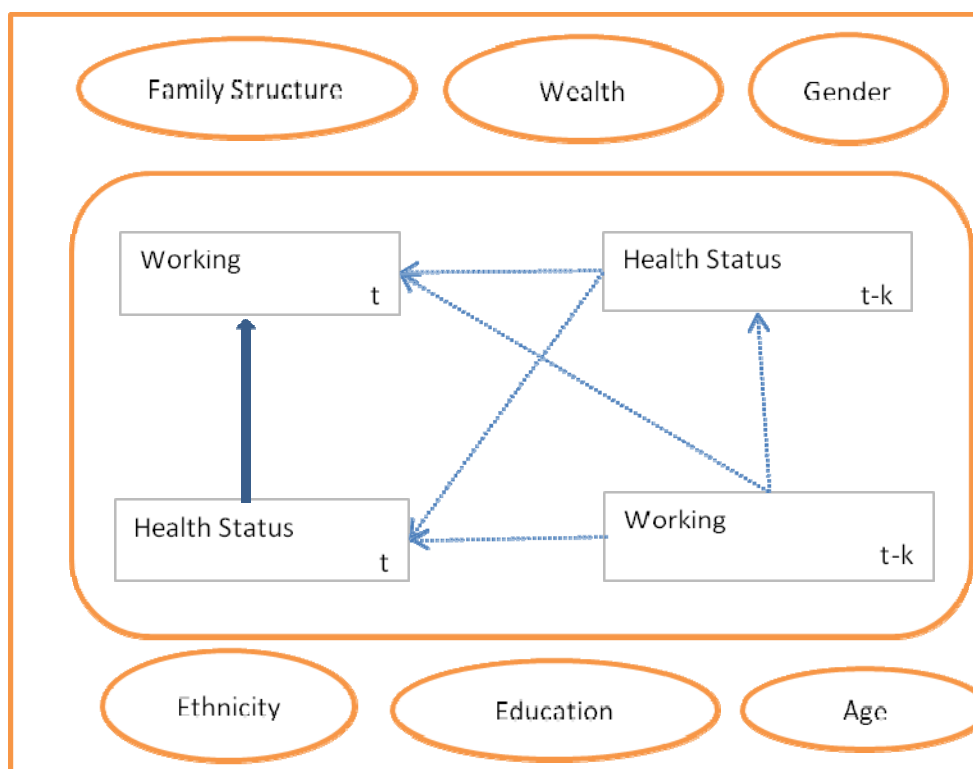 Family Structure
Wealth
Gender
Working
t
Health Status
t-k
Health Status
t
Working
t-k
Ethnicity
Education
Age